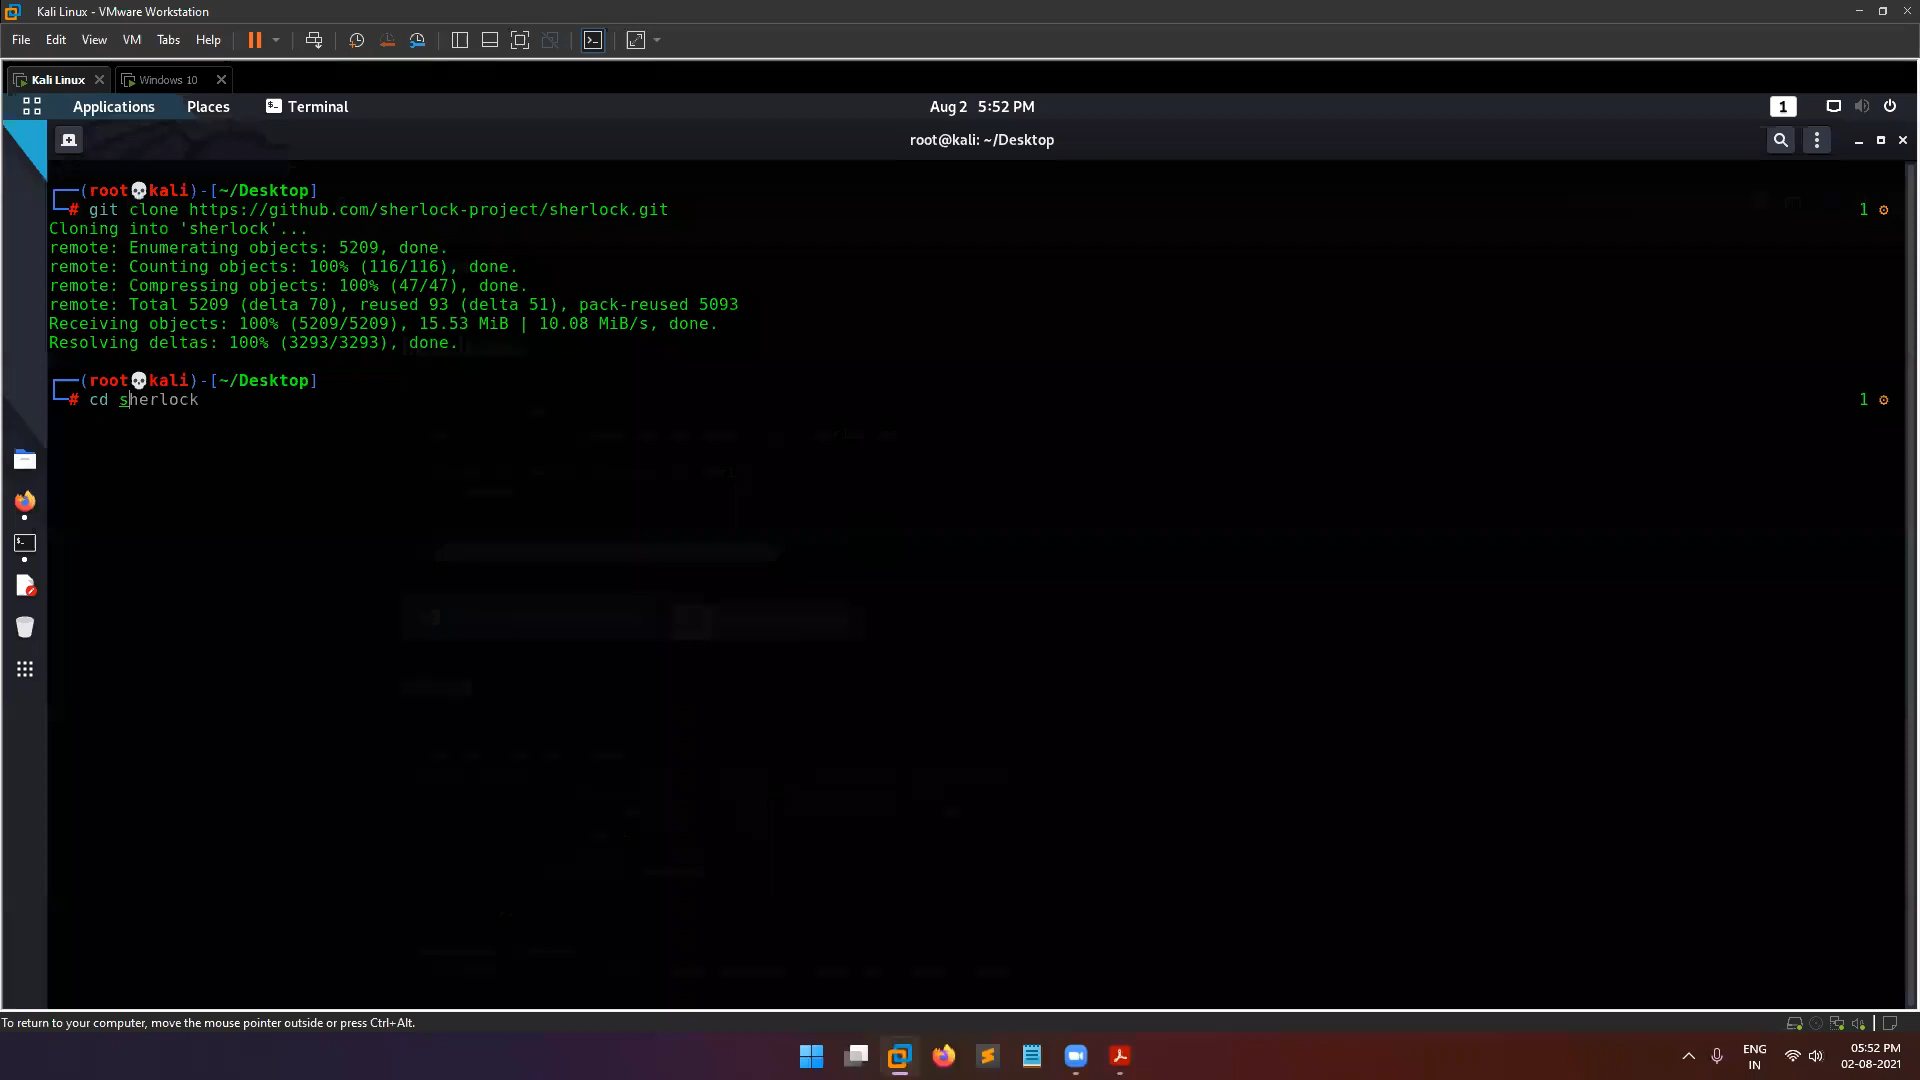 Kali Linux - VMware Workstation
File Edit View VM Tabs Help
Kali Linux Windows 10
Applications Places Terminal Aug 2 5:52 PM 1
root@kali: ~/Desktop
(root💀kali)-[~/Desktop]
# git clone https://github.com/sherlock-project/sherlock.git 1 ⚙
Cloning into 'sherlock'...
remote: Enumerating objects: 5209, done.
remote: Counting objects: 100% (116/116), done.
remote: Compressing objects: 100% (47/47), done.
remote: Total 5209 (delta 70), reused 93 (delta 51), pack-reused 5093
Receiving objects: 100% (5209/5209), 15.53 MiB | 10.08 MiB/s, done.
Resolving deltas: 100% (3293/3293), done.
(root💀kali)-[~/Desktop]
# cd sherlock 1 ⚙
To return to your computer, move the mouse pointer outside or press Ctrl+Alt.
ENG 05:52 PM
IN 02-08-2021